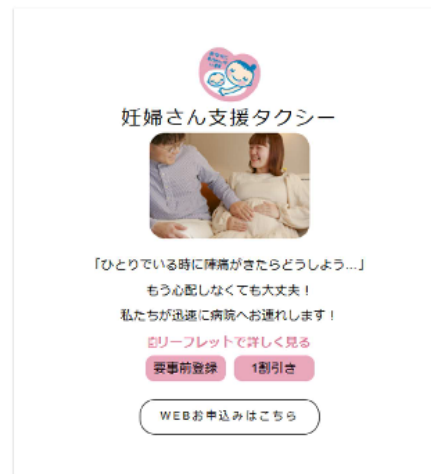 妊婦さん支援タクシー
「ひとりでいる時に陣痛がきたらどうしよう…」
もう心配しなくても大丈夫！
私たちが迅速に病院へお連れします！
リーフレットで詳しく見る
要事前登録 1割引き
WEBお申込みはこちら